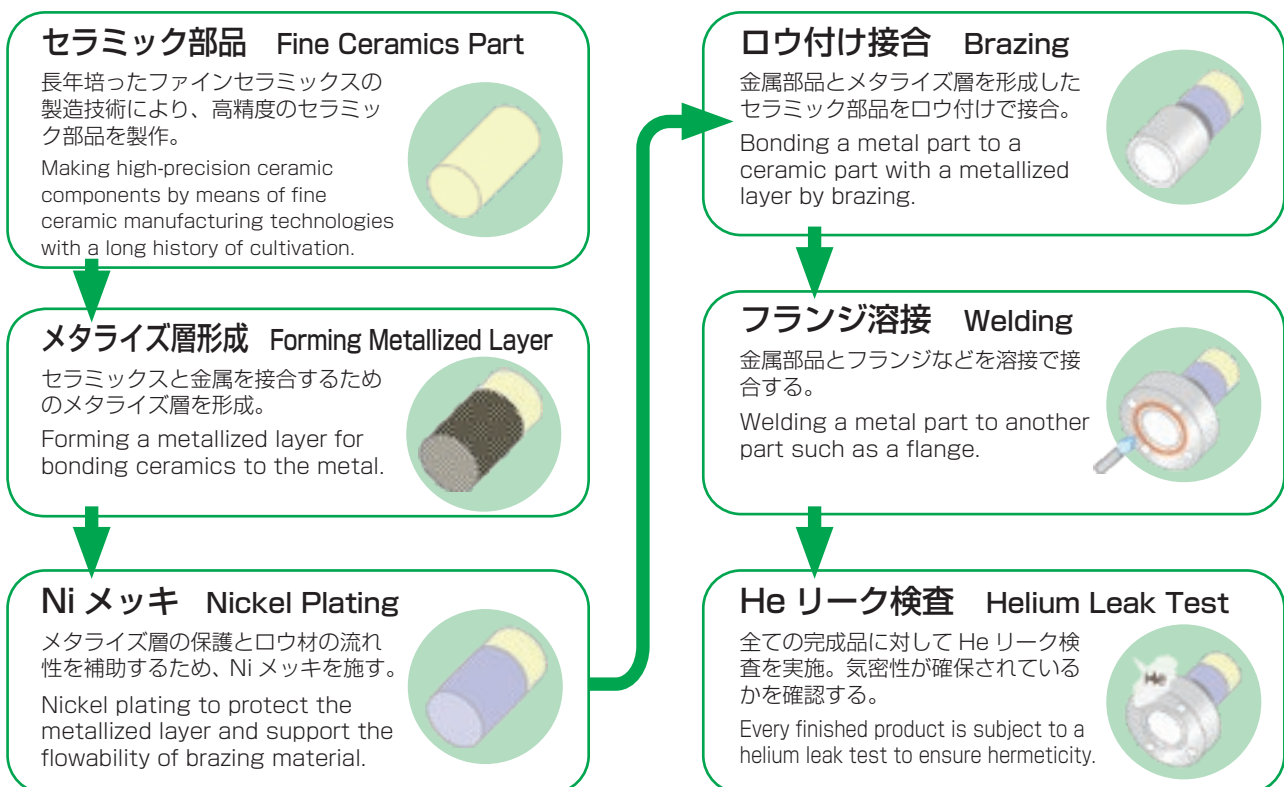 セラミック部品 Fine Ceramics Part
長年培ったファインセラミックスの
製造技術により、高精度のセラミッ
ク部品を製作。
Making high-precision ceramic
components by means of fine
ceramic manufacturing technologies
with a long history of cultivation.
メタライズ層形成 Forming Metallized Layer
セラミックスと金属を接合するため
のメタライズ層を形成。
Forming a metallized layer for
bonding ceramics to the metal.
Ni メッキ Nickel Plating
メタライズ層の保護とロウ材の流れ
性を補助するため、Ni メッキを施す。
Nickel plating to protect the
metallized layer and support the
flowability of brazing material.
ロウ付け接合 Brazing
金属部品とメタライズ層を形成した
セラミック部品をロウ付けで接合。
Bonding a metal part to a
ceramic part with a metallized
layer by brazing.
フランジ溶接 Welding
金属部品とフランジなどを溶接で接
合する。
Welding a metal part to another
part such as a flange.
He リーク検査 Helium Leak Test
全ての完成品に対して He リーク検
査を実施。気密性が確保されている
かを確認する。
Every finished product is subject to a
helium leak test to ensure hermeticity.
He